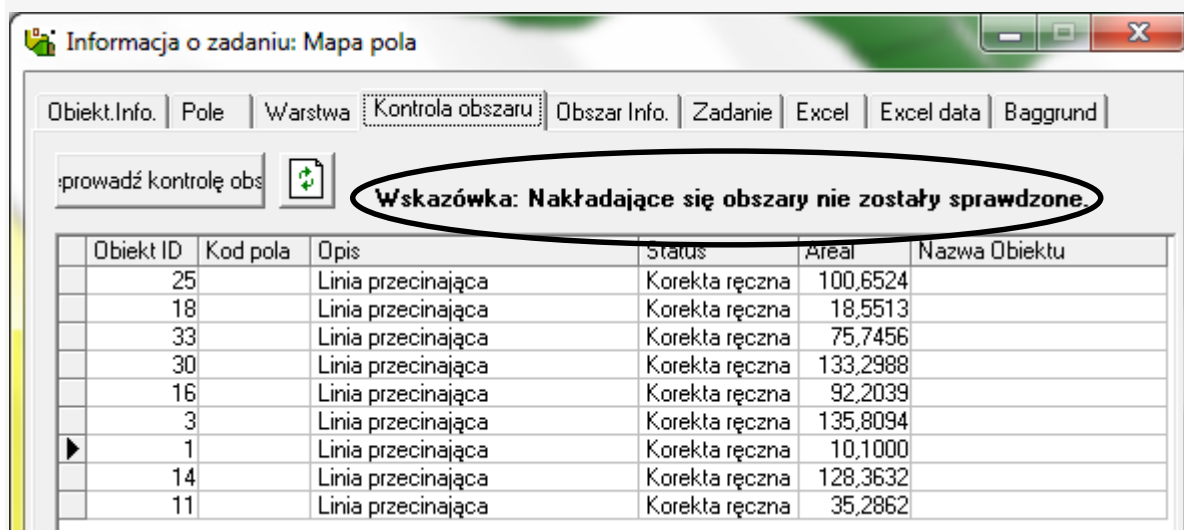 Informacja o zadaniu: Mapa pola
Obiekt.Info. Pole Warstwa Kontrola obszaru Obszar Info. Zadanie Excel Excel data Baggrund
prowadź kontrolę obs
Wskazówka: Nakładające się obszary nie zostały sprawdzone.
Obiekt ID Kod pola Opis Status Areal Nazwa Obiektu
25 Linia przecinająca Korekta ręczna 100,6524
18 Linia przecinająca Korekta ręczna 18,5513
33 Linia przecinająca Korekta ręczna 75,7456
30 Linia przecinająca Korekta ręczna 133,2988
16 Linia przecinająca Korekta ręczna 92,2039
3 Linia przecinająca Korekta ręczna 135,8094
1 Linia przecinająca Korekta ręczna 10,1000
14 Linia przecinająca Korekta ręczna 128,3632
11 Linia przecinająca Korekta ręczna 35,2862